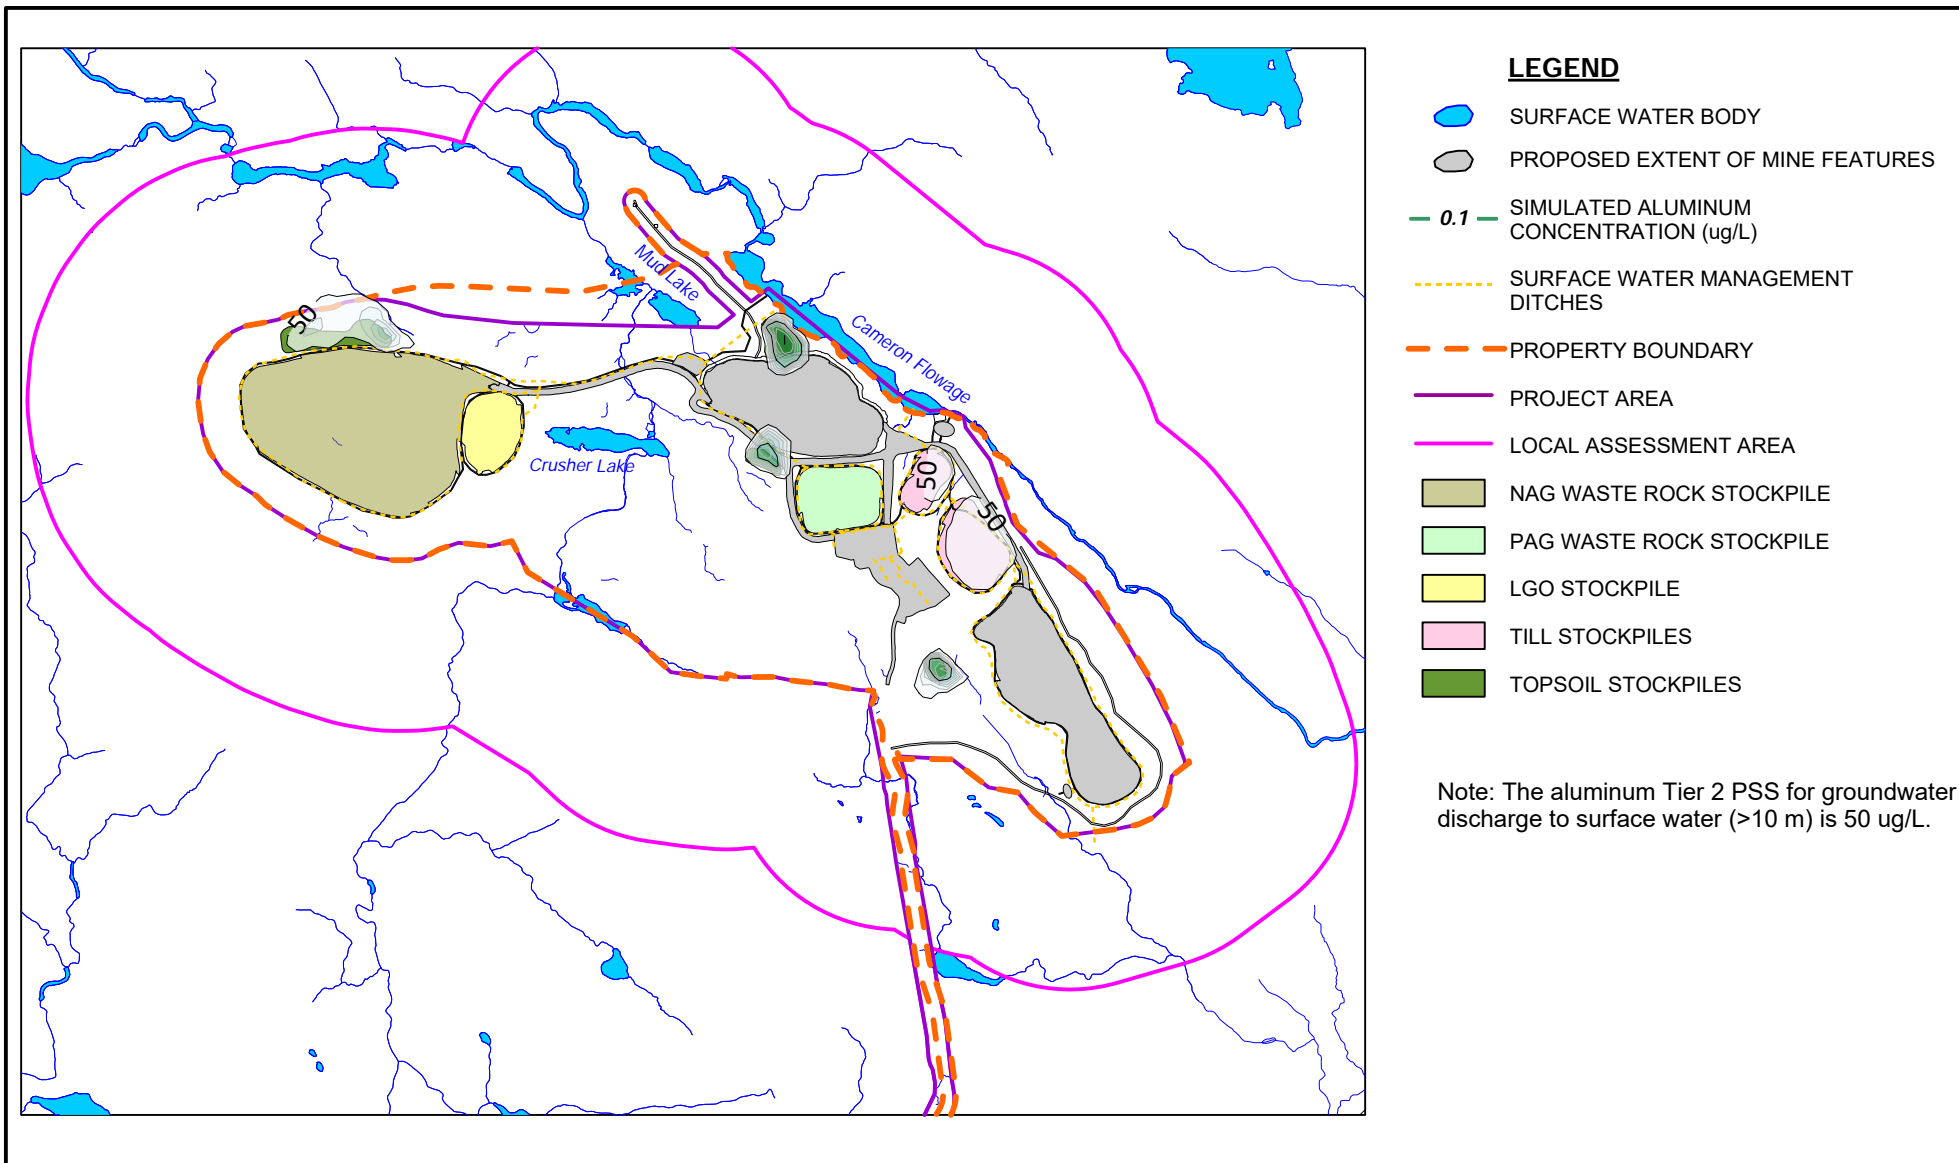 LEGEND
SURFACE WATER BODY
PROPOSED EXTENT OF MINE FEATURES
0.1
SIMULATED ALUMINUM
CONCENTRATION (ug/L)
SURFACE WATER MANAGEMENT
DITCHES
PROPERTY BOUNDARY
PROJECT AREA
LOCAL ASSESSMENT AREA
NAG WASTE ROCK STOCKPILE
PAG WASTE ROCK STOCKPILE
LGO STOCKPILE
TILL STOCKPILES
TOPSOIL STOCKPILES
Note: The aluminum Tier 2 PSS for groundwater
discharge to surface water (>10 m) is 50 ug/L.
Mud Lake
Cameron Flowage
Crusher Lake
50
50
50